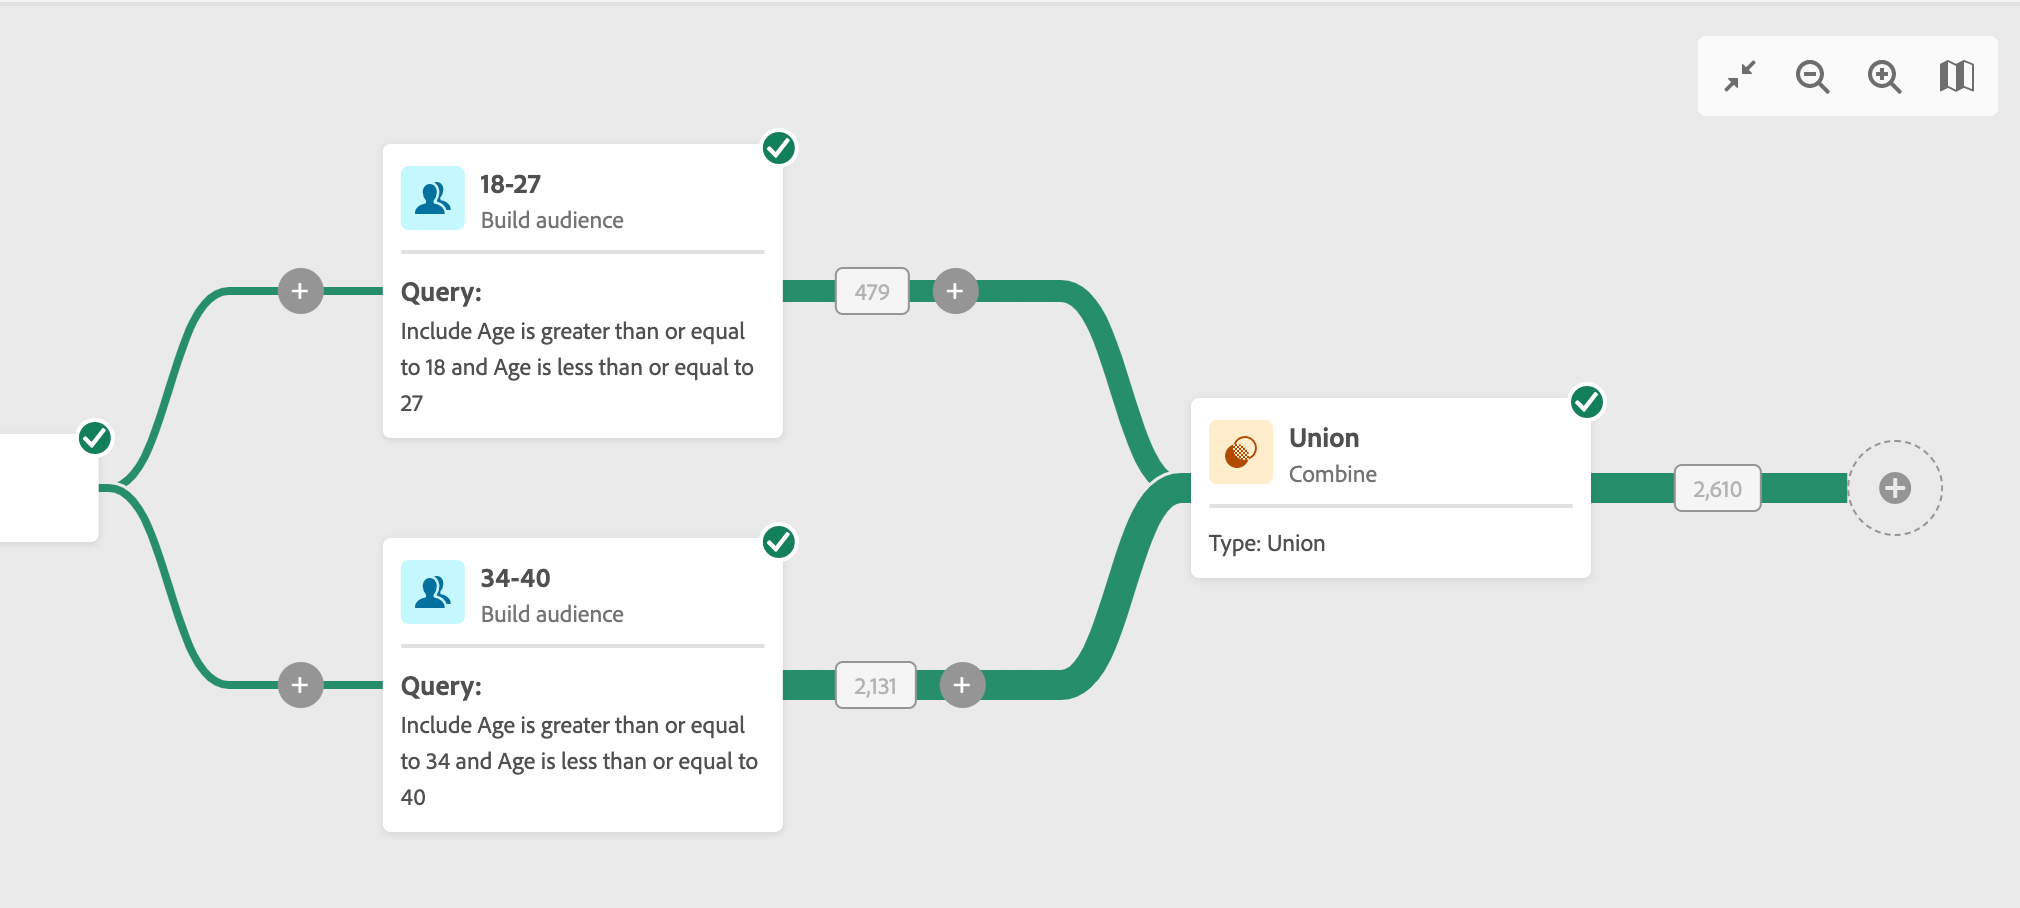 18-27
Build audience
Query:
Include Age is greater than or equal
to 18 and Age is less than or equal to
27
479
34-40
Build audience
Query:
Include Age is greater than or equal
to 34 and Age is less than or equal to
40
2,131
Union
Combine
Type: Union
2,610